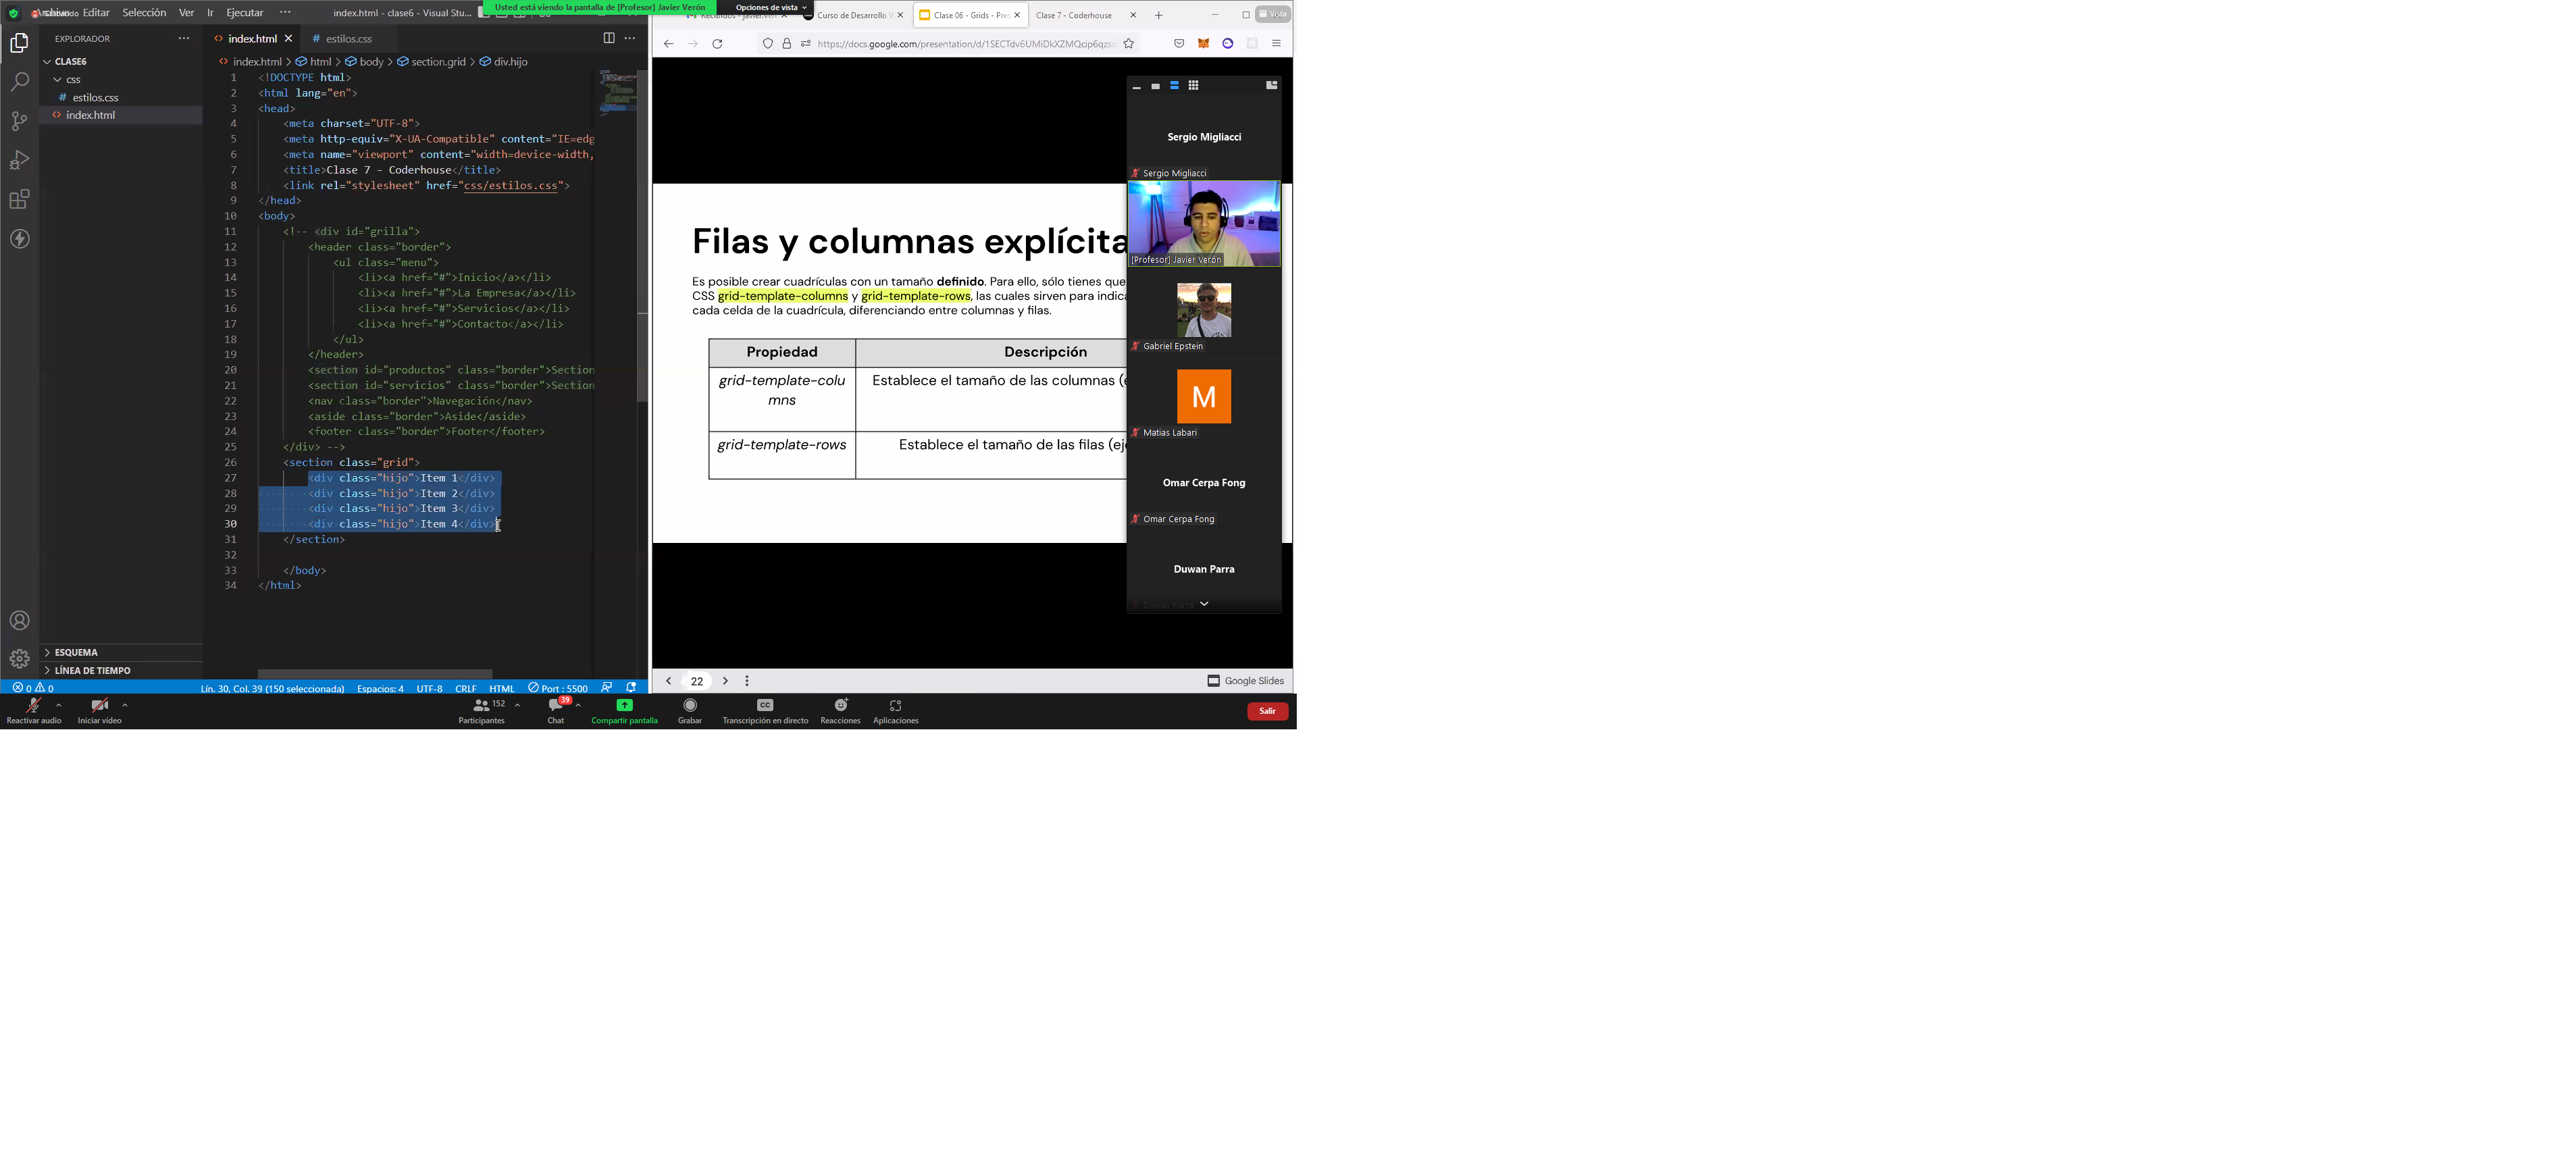 Editar Selección Ver Ir Ejecutar ···
index.html - clase6 - Visual Stu...
Usted está viendo la pantalla de [Profesor] Javier Verón
Opciones de vista
EXPLORADOR ···
CLASE6
css
# estilos.css
<> index.html
ESQUEMA
LÍNEA DE TIEMPO
<> index.html # estilos.css
<> index.html > html > body > section.grid > div.hijo
1 <!DOCTYPE html>
2 <html lang="en">
3 <head>
4 <meta charset="UTF-8">
5 <meta http-equiv="X-UA-Compatible" content="IE=edg
6 <meta name="viewport" content="width=device-width,
7 <title>Clase 7 - Coderhouse</title>
8 <link rel="stylesheet" href="css/estilos.css">
9 </head>
10 <body>
11 <!-- <div id="grilla">
12 <header class="border">
13 <ul class="menu">
14 <li><a href="#">Inicio</a></li>
15 <li><a href="#">La Empresa</a></li>
16 <li><a href="#">Servicios</a></li>
17 <li><a href="#">Contacto</a></li>
18 </ul>
19 </header>
20 <section id="productos" class="border">Section
21 <section id="servicios" class="border">Section
22 <nav class="border">Navegación</nav>
23 <aside class="border">Aside</aside>
24 <footer class="border">Footer</footer>
25 </div> -->
26 <section class="grid">
27 <div class="hijo">Item 1</div>
28 <div class="hijo">Item 2</div>
29 <div class="hijo">Item 3</div>
30 <div class="hijo">Item 4</div>
31 </section>
32
33 </body>
34 </html>
0 0
Lín. 30, Col. 39 (150 seleccionada) Espacios: 4 UTF-8 CRLF HTML Port : 5500
Curso de Desarrollo W
Clase 06 - Grids - Pre
Clase 7 - Coderhouse
Vista
https://docs.google.com/presentation/d/1SECTdv6UMiDkXZMQcip6qzs
Filas y columnas explícita
Es posible crear cuadrículas con un tamaño definido. Para ello, sólo tienes que
CSS grid-template-columns y grid-template-rows, las cuales sirven para indica
cada celda de la cuadrícula, diferenciando entre columnas y filas.
Propiedad Descripción
grid-template-colu
mns
Establece el tamaño de las columnas (e
grid-template-rows Establece el tamaño de las filas (ej
Sergio Migliacci
Sergio Migliacci
[Profesor] Javier Verón
Gabriel Epstein
M
Matias Labari
Omar Cerpa Fong
Omar Cerpa Fong
Duwan Parra
Duwan Parra
22
Google Slides
Reactivar audio
Iniciar video
152
Participantes
39
Chat
Compartir pantalla
Grabar
CC
Transcripción en directo
Reacciones
Aplicaciones
Salir